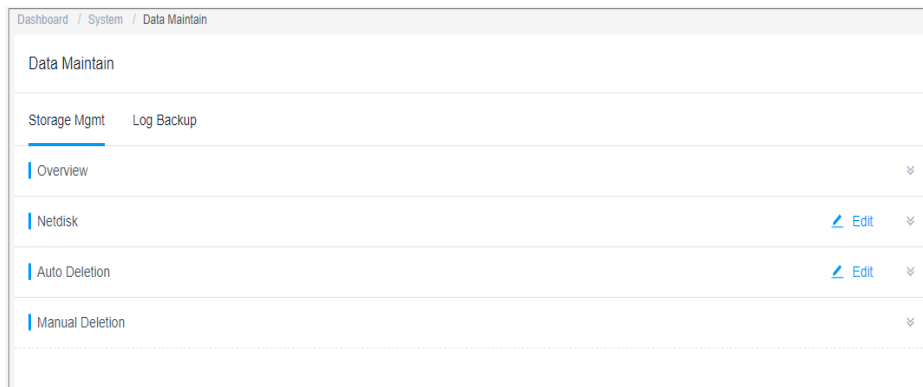 Dashboard / System / Data Maintain
Data Maintain
Storage Mgmt Log Backup
Overview
Netdisk Edit
Auto Deletion Edit
Manual Deletion